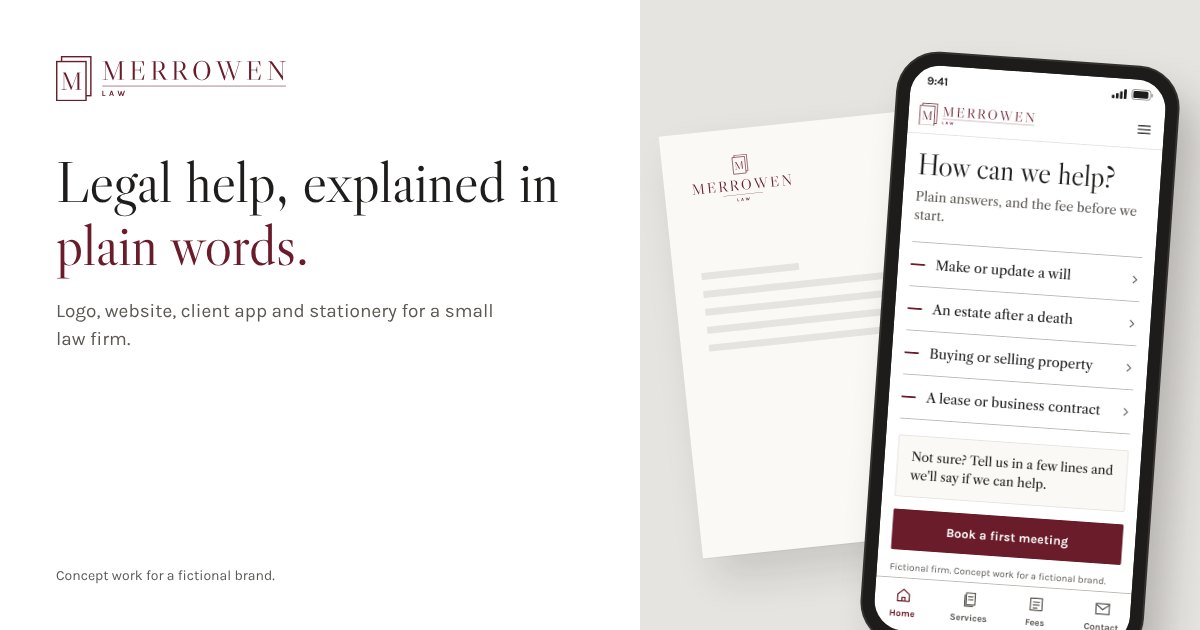 M
MERROWEN
LAW
Legal help, explained in
plain words.
Logo, website, client app and stationery for a small
law firm.
Concept work for a fictional brand.
M
MERROWEN
LAW
9:41
M
MERROWEN
LAW
How can we help?
Plain answers, and the fee before we
start.
Make or update a will
An estate after a death
Buying or selling property
A lease or business contract
Not sure? Tell us in a few lines and
we'll say if we can help.
Book a first meeting
Fictional firm. Concept work for a fictional brand.
Home
Services
Fees
Contact